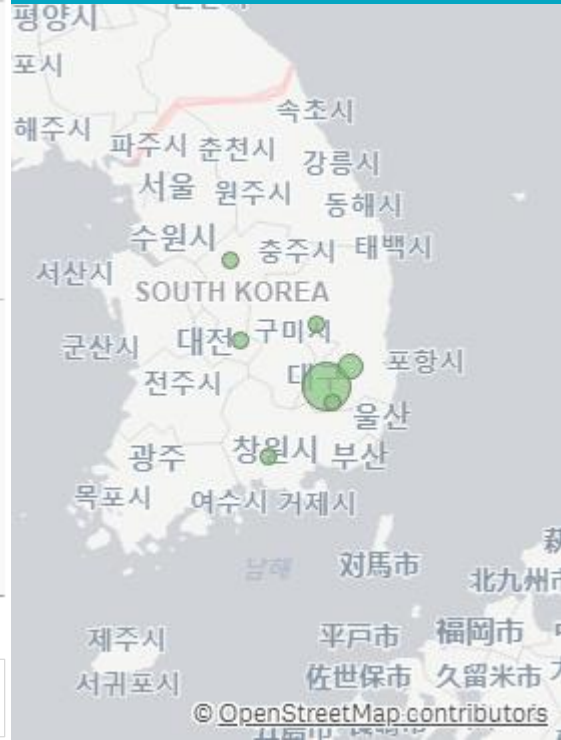 평양시
포시
속초시
해주시
파주시 춘천시
강릉시
서울 원주시
동해시
수원시
충주시 태백시
서산시
SOUTH KOREA
구미시
대전
군산시
포항시
전주시
울산
창원시
부산
광주
목포시
여수시 거제시
남해
対馬市
北九州市
제주시
平戸市 福岡市
서귀포시
佐世保市 久留米市
© OpenStreetMap contributors